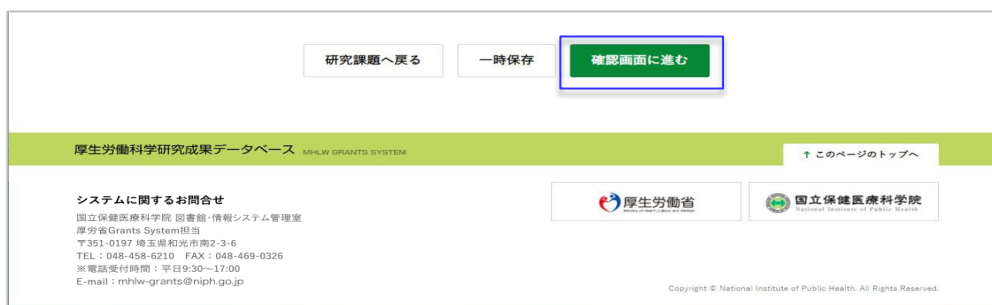 研究課題へ戻る
一時保存
確認画面に進む
厚生労働科学研究成果データベース MHLW GRANTS SYSTEM
↑ このページのトップへ
システムに関するお問合せ
国立保健医療科学院 図書館・情報システム管理室
厚労省Grants System担当
〒351-0197 埼玉県和光市南2-3-6
TEL：048-458-6210 FAX：048-469-0326
※電話受付時間：平日9:30～17:00
E-mail：mhlw-grants@niph.go.jp
厚生労働省
Ministry of Health, Labour and Welfare
国立保健医療科学院
National Institute of Public Health
Copyright © National Institute of Public Health. All Rights Reserved.